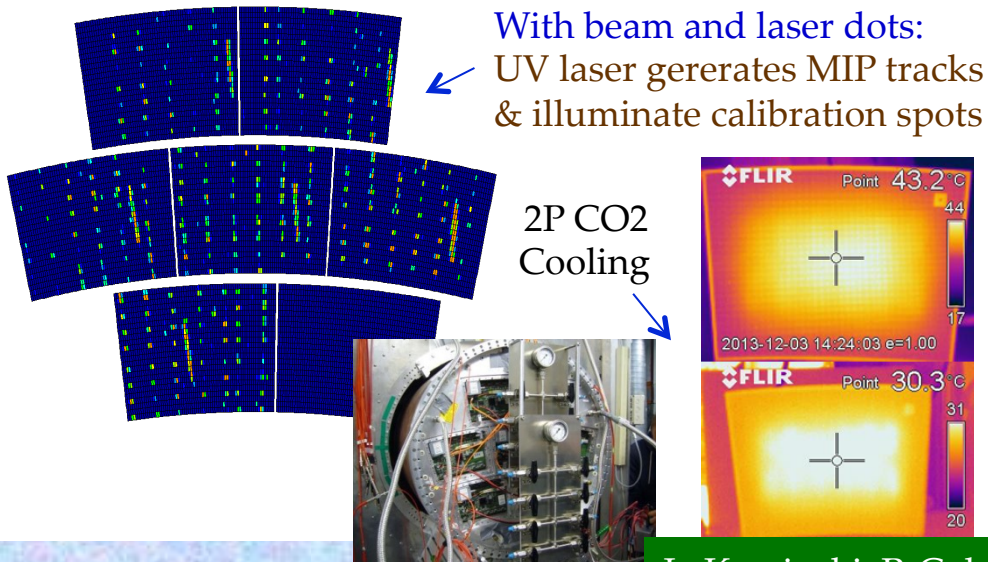 With beam and laser dots:
UV laser gererates MIP tracks
& illuminate calibration spots
2P CO2
Cooling
FLIR Point 43.2°C
44
17
2013-12-03 14:24:03 e=1.00
FLIR Point 30.3°C
31
20